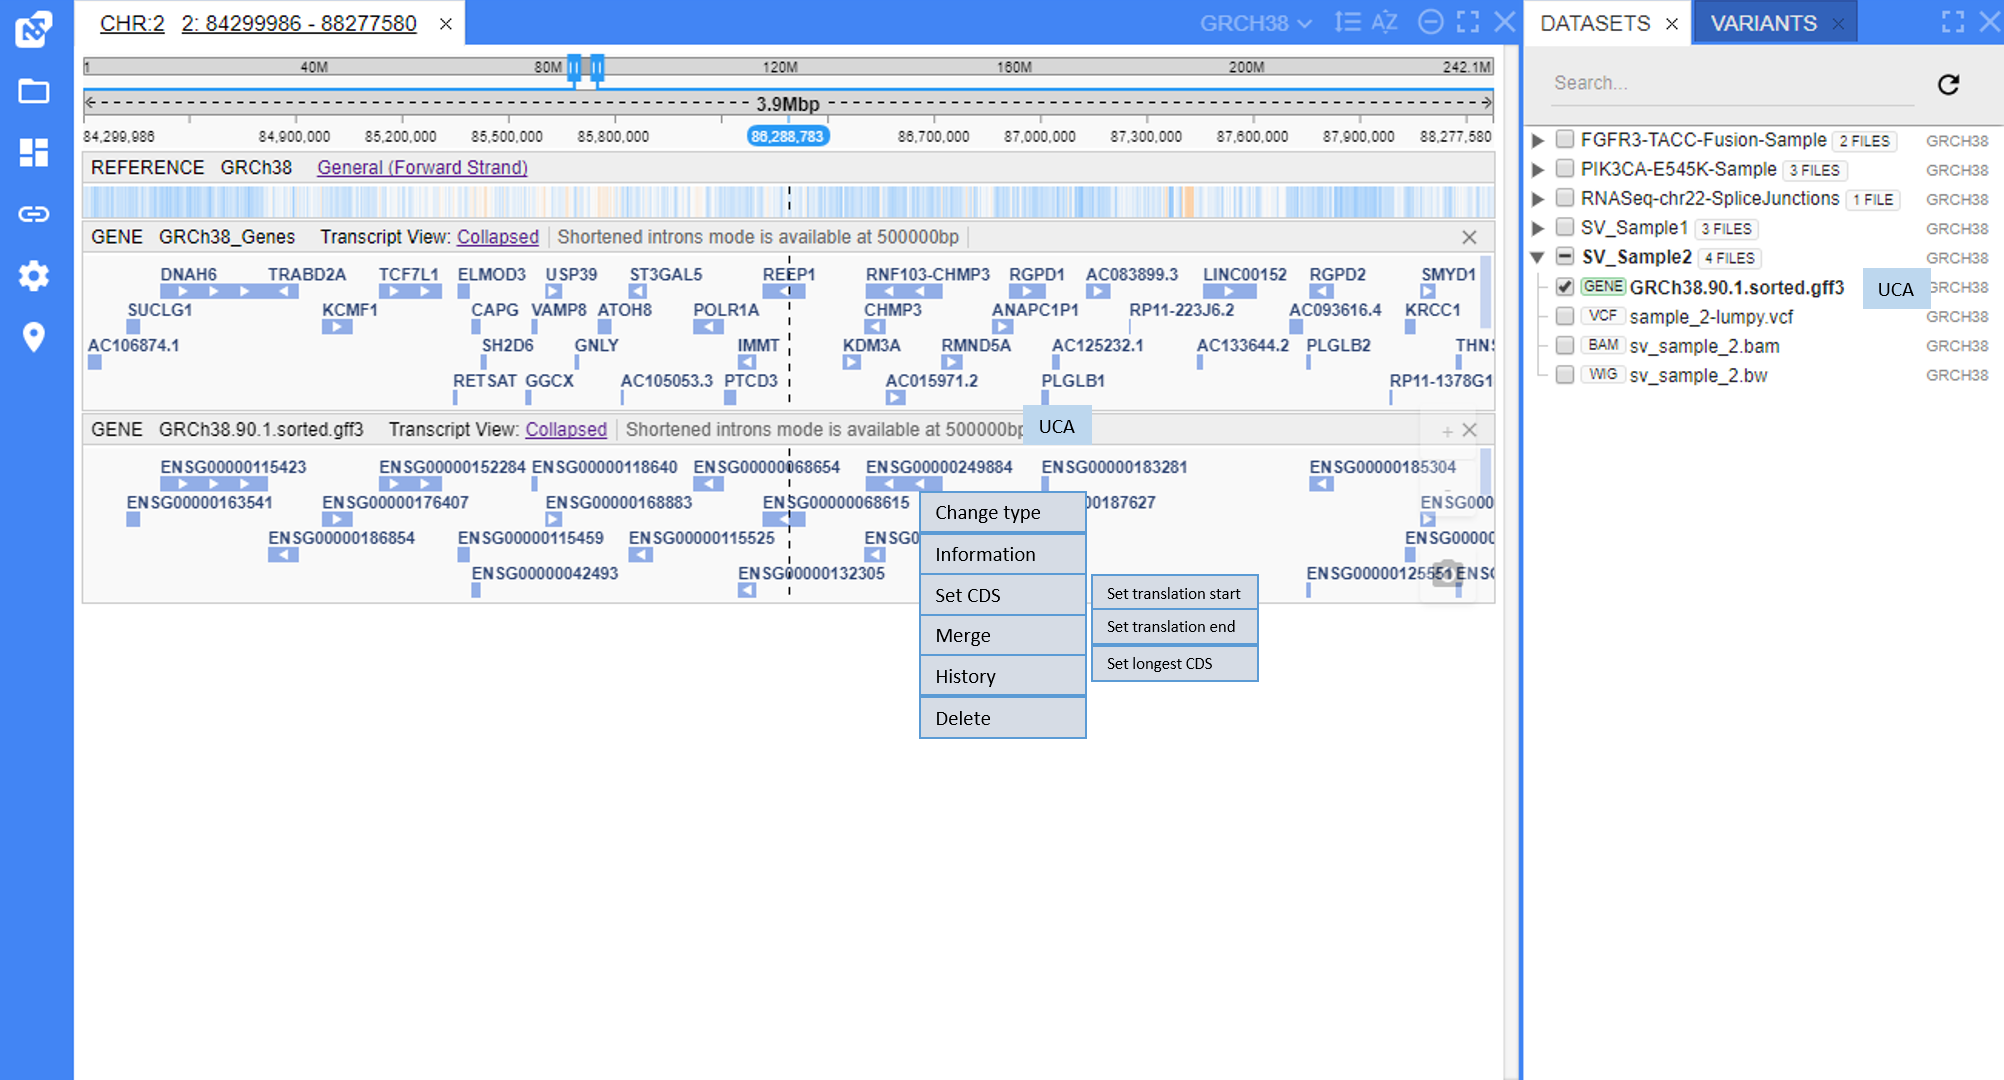 CHR:2 2: 84299986 - 88277580
GRCH38
AZ
DATASETS
VARIANTS
1 40M 80M 120M 160M 200M 242.1M
Search...
3.9Mbp
84,299,986 84,900,000 85,200,000 85,500,000 85,800,000 86,288,783 86,700,000 87,000,000 87,300,000 87,600,000 87,900,000 88,277,580
REFERENCE GRCh38 General (Forward Strand)
GENE GRCh38_Genes Transcript View: Collapsed Shortened introns mode is available at 500000bp
DNAH6 TRABD2A TCF7L1 ELMOD3 USP39 ST3GAL5 REEP1 RNF103-CHMP3 RGPD1 AC083899.3 LINC00152 RGPD2 SMYD1
SUCLG1 KCMF1 CAPG VAMP8 ATOH8 POLR1A CHMP3 ANAPC1P1 RP11-223J6.2 AC093616.4 KRCC1
AC106874.1 SH2D6 GNLY IMMT KDM3A RMND5A AC125232.1 AC133644.2 PLGLB2 THNS
RETSAT GGCX AC105053.3 PTCD3 AC015971.2 PLGLB1 RP11-1378G1
GENE GRCh38.90.1.sorted.gff3 Transcript View: Collapsed Shortened introns mode is available at 500000bp UCA
ENSG00000115423 ENSG00000152284 ENSG00000118640 ENSG00000068654 ENSG00000249884 ENSG00000183281 ENSG00000185304
ENSG00000163541 ENSG00000176407 ENSG00000168883 ENSG00000068615 00187627 ENSG000
ENSG00000186854 ENSG00000115459 ENSG00000115525 ENSG0 ENSG0000
ENSG00000042493 ENSG00000132305 ENSG00000125551 ENSG
Change type
Information
Set CDS
Merge
History
Delete
Set translation start
Set translation end
Set longest CDS
FGFR3-TACC-Fusion-Sample 2 FILES GRCH38
PIK3CA-E545K-Sample 3 FILES GRCH38
RNASeq-chr22-SpliceJunctions 1 FILE GRCH38
SV_Sample1 3 FILES GRCH38
SV_Sample2 4 FILES GRCH38
GENE GRCh38.90.1.sorted.gff3 UCA GRCH38
VCF sample_2-lumpy.vcf GRCH38
BAM sv_sample_2.bam GRCH38
WIG sv_sample_2.bw GRCH38